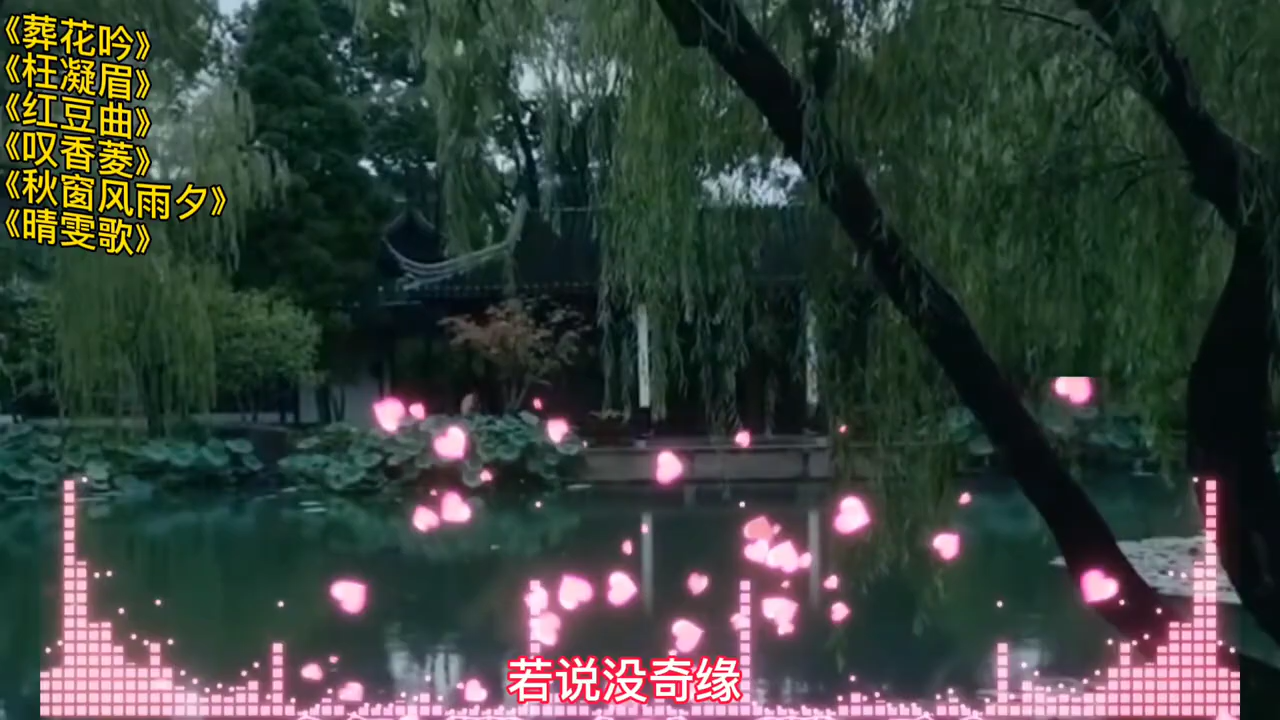 《葬花吟》
《枉凝眉》
《红豆曲》
《叹香菱》
《秋窗风雨夕》
《晴雯歌》
若说没奇缘